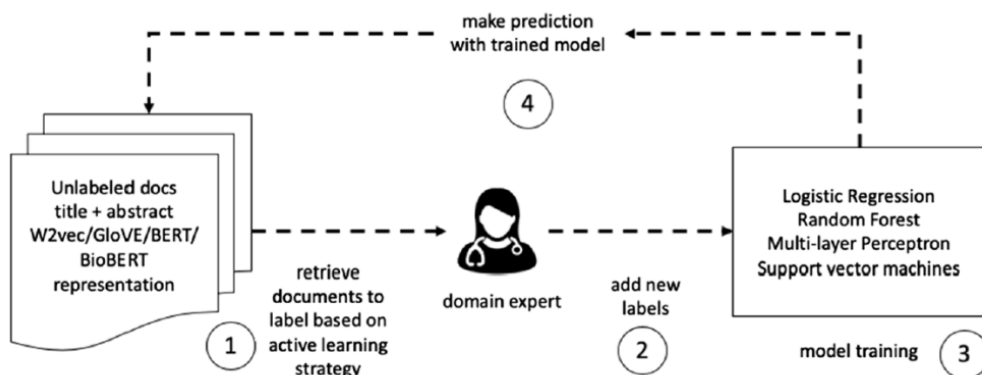 make prediction
with trained model
4
Unlabeled docs
title + abstract
W2vec/GloVE/BERT/
BioBERT
representation
retrieve
documents to
label based on
active learning
strategy
1
domain expert
add new
labels
2
Logistic Regression
Random Forest
Multi-layer Perceptron
Support vector machines
model training
3